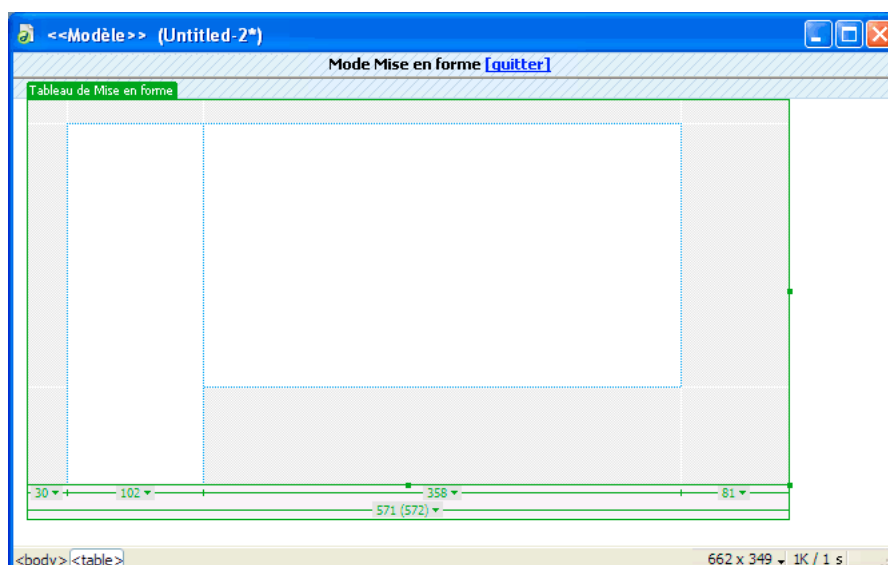 <<Modèle>> (Untitled-2*)
Mode Mise en forme [quitter]
Tableau de Mise en forme
30 102 358 81
571 (572)
<body> <table> 662 x 349 1K / 1 s